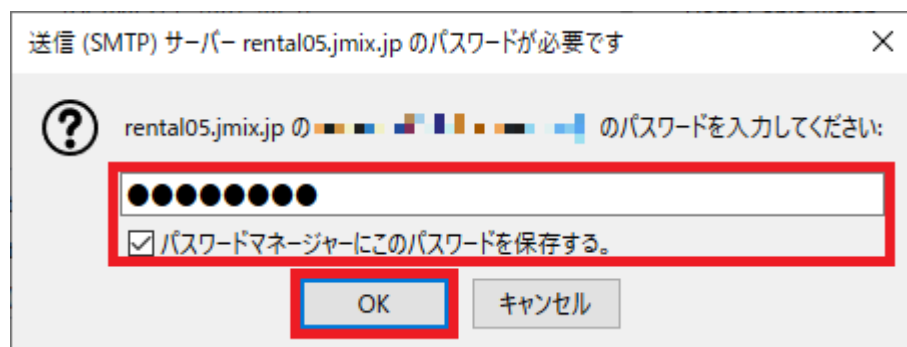 送信 (SMTP) サーバー rental05.jmix.jp のパスワードが必要です
rental05.jmix.jp の のパスワードを入力してください:
●●●●●●●●
パスワードマネージャーにこのパスワードを保存する。
OK キャンセル